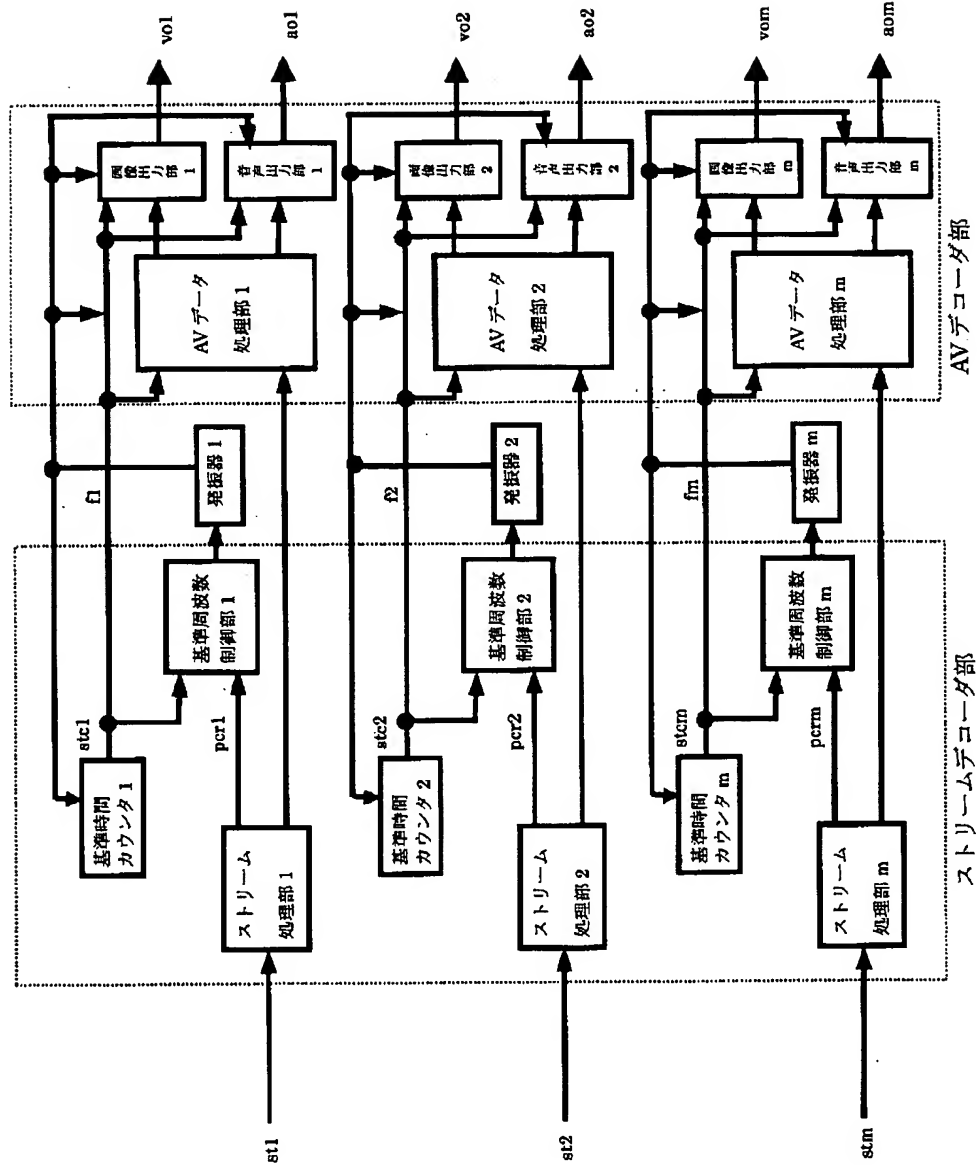 st1
ストリーム
処理部 1
基準時間
カウンタ 1
stc1
pcr1
基準周波数
制御部 1
発振器 1
f1
AV データ
処理部 1
画像出力部
1
音声出力部
1
vo1
ao1
st2
ストリーム
処理部 2
基準時間
カウンタ 2
stc2
pcr2
基準周波数
制御部 2
発振器 2
f2
AV データ
処理部 2
画像出力部
2
音声出力部
2
vo2
ao2
stm
ストリーム
処理部 m
基準時間
カウンタ m
stcm
pcrm
基準周波数
制御部 m
発振器 m
fm
AV データ
処理部 m
画像出力部
m
音声出力部
m
vom
aom
ストリームデコーダ部
AV デコーダ部